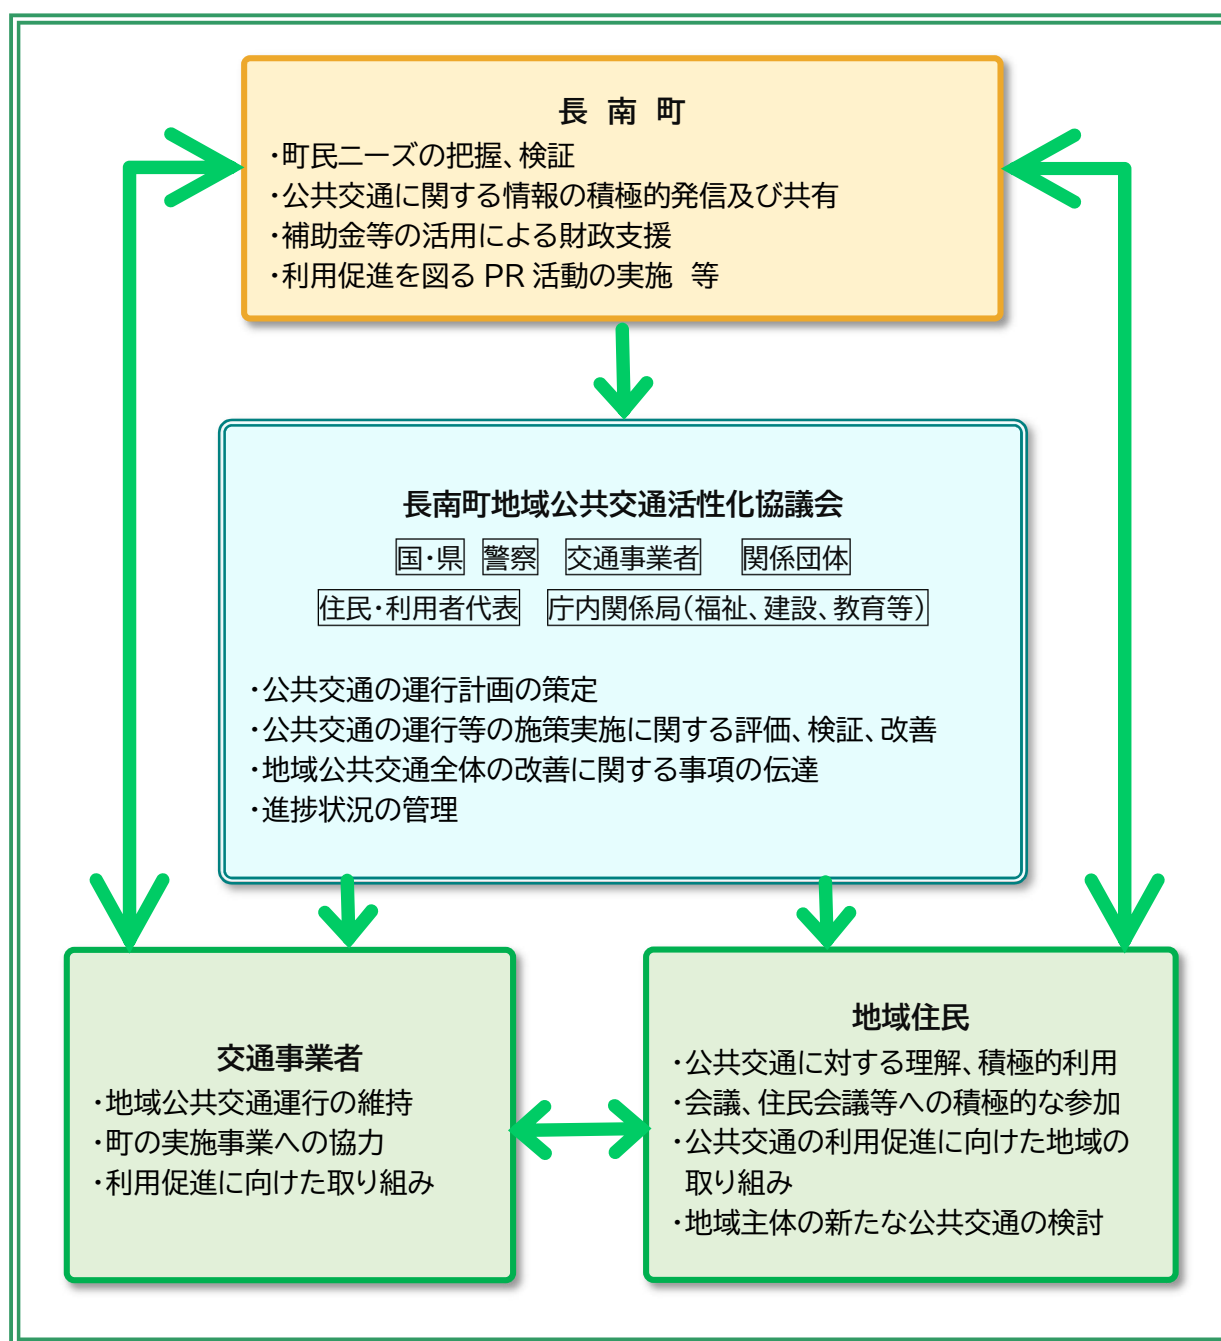 長 南 町
・町民ニーズの把握、検証
・公共交通に関する情報の積極的発信及び共有
・補助金等の活用による財政支援
・利用促進を図る PR 活動の実施 等
長南町地域公共交通活性化協議会
国・県 警察 交通事業者 関係団体
住民・利用者代表 庁内関係局(福祉、建設、教育等)
・公共交通の運行計画の策定
・公共交通の運行等の施策実施に関する評価、検証、改善
・地域公共交通全体の改善に関する事項の伝達
・進捗状況の管理
交通事業者
・地域公共交通運行の維持
・町の実施事業への協力
・利用促進に向けた取り組み
地域住民
・公共交通に対する理解、積極的利用
・会議、住民会議等への積極的な参加
・公共交通の利用促進に向けた地域の
取り組み
・地域主体の新たな公共交通の検討